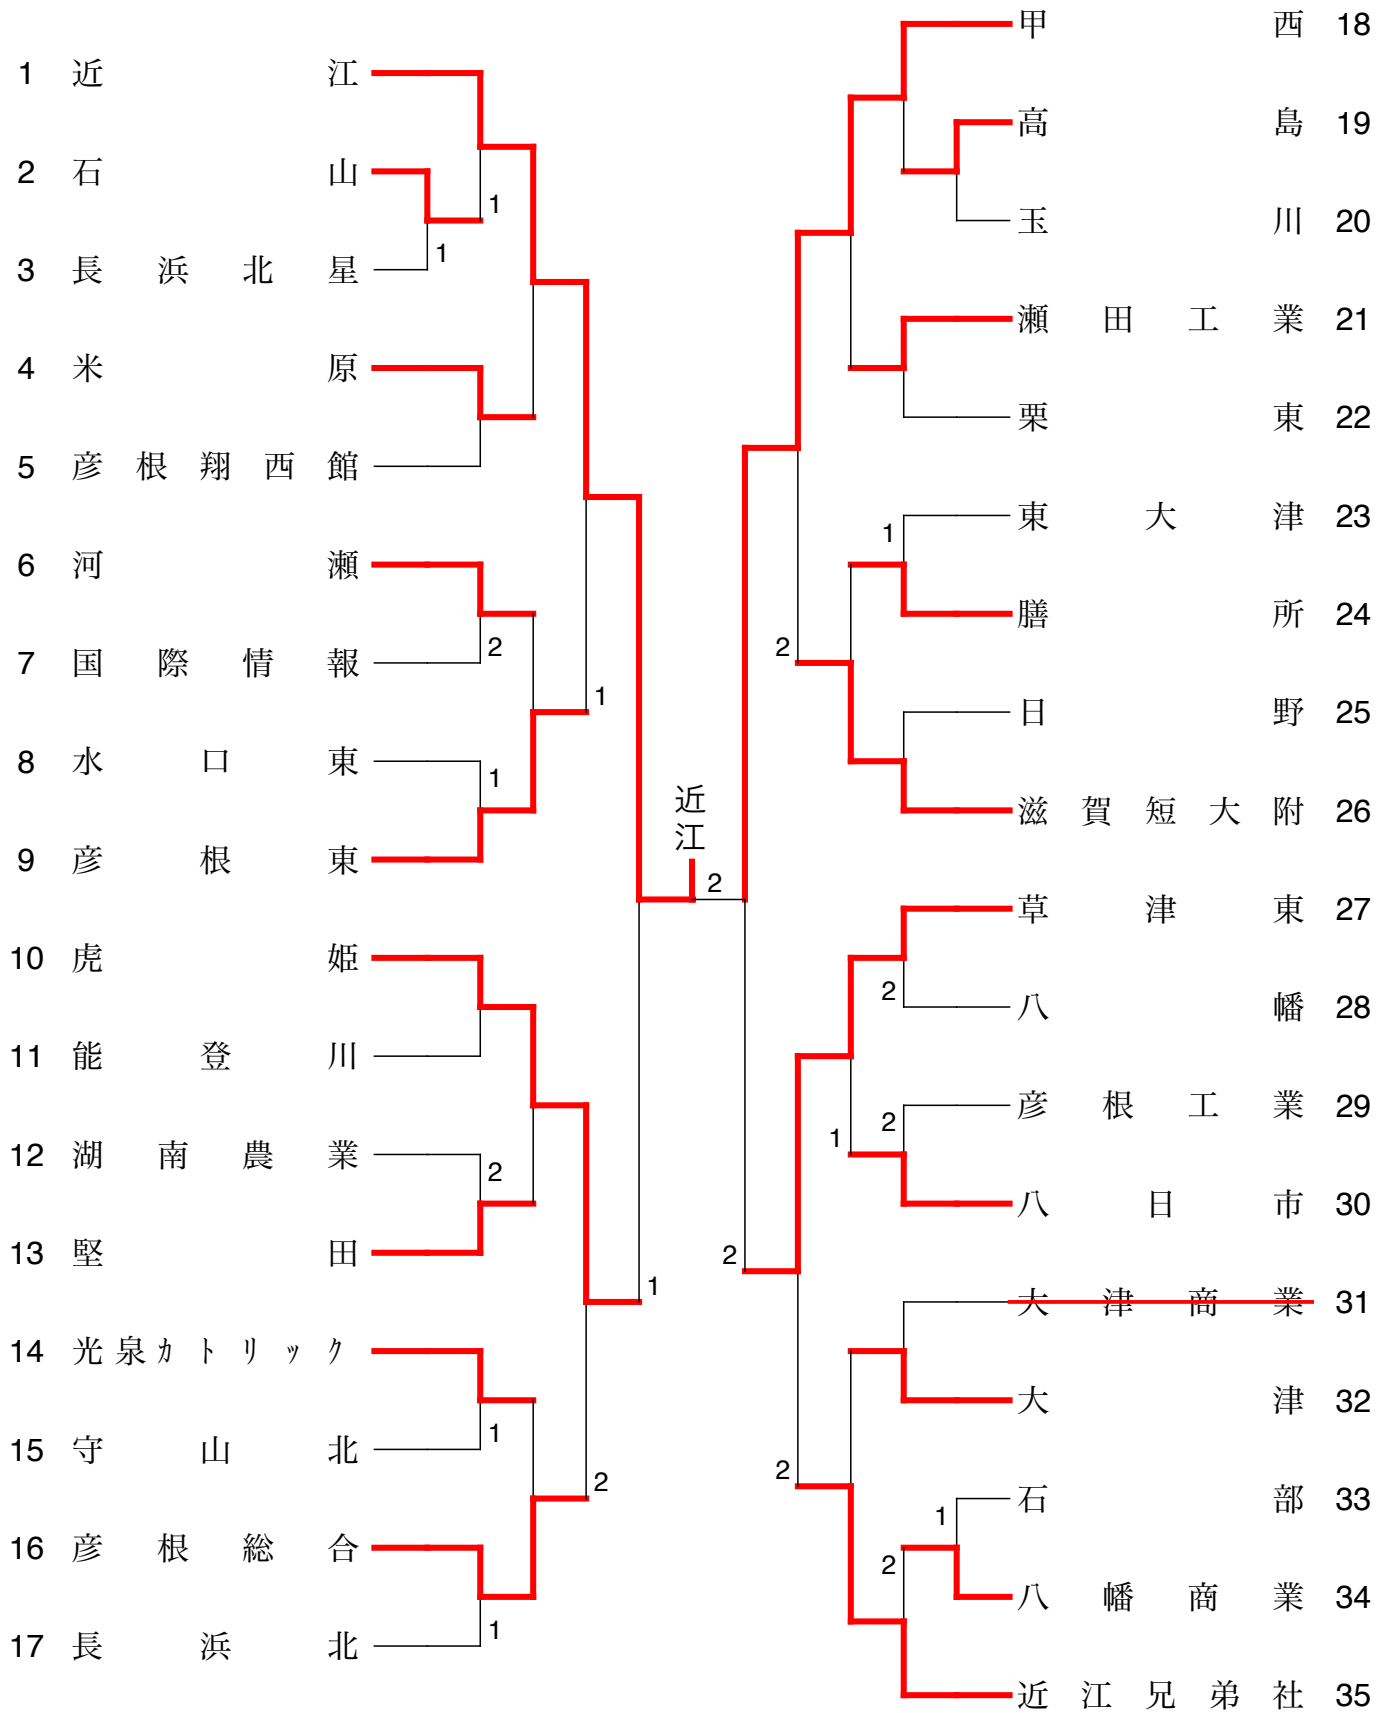 1 近江
2 石山
1
3 長浜北星
1
4 米原
5 彦根翔西館
6 河瀬
7 国際情報
2
1
8 水口東
1
9 彦根東
10 虎姫
11 能登川
12 湖南農業
2
13 堅田
1
14 光泉ｶﾄﾘｯｸ
15 守山北
1
2
16 彦根総合
17 長浜北
1
近江
2
甲西 18
高島 19
玉川 20
瀬田工業 21
栗東 22
東大津 23
1
膳所 24
2
日野 25
滋賀短大附 26
草津東 27
2
八幡 28
彦根工業 29
2
1
八日市 30
2
大津商業 31
大津 32
2
石部 33
1
2
八幡商業 34
近江兄弟社 35